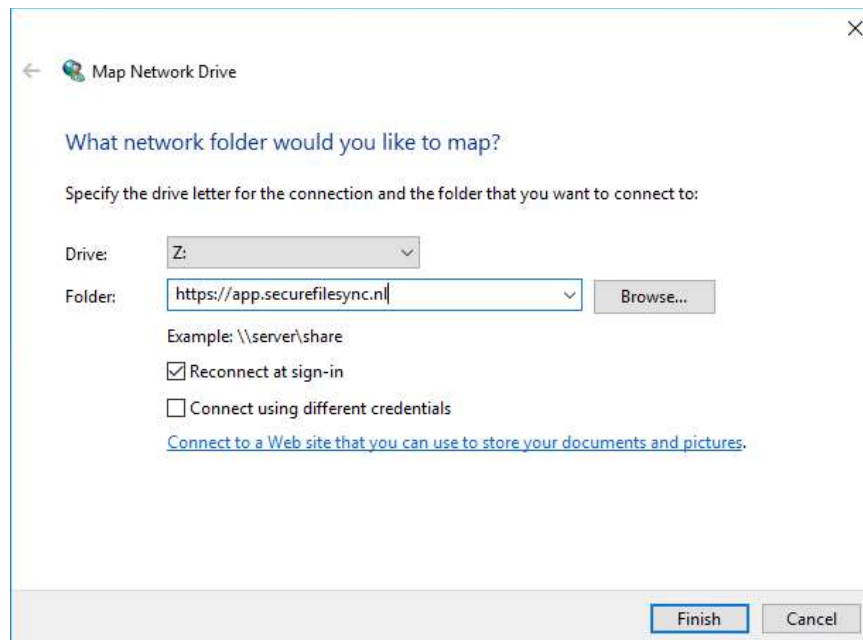 Map Network Drive
What network folder would you like to map?
Specify the drive letter for the connection and the folder that you want to connect to:
Drive: Z:
Folder: https://app.securefilesync.nl Browse...
Example: \\server\share
Reconnect at sign-in
Connect using different credentials
Connect to a Web site that you can use to store your documents and pictures.
Finish Cancel